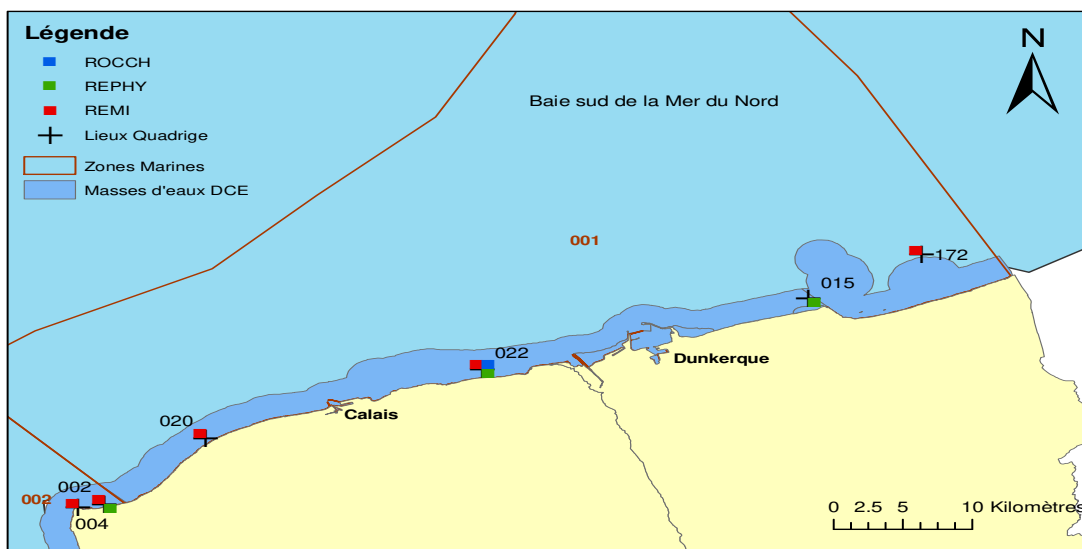 Légende
ROCCH
REPHY
REMI
Lieux Quadrige
Zones Marines
Masses d'eaux DCE
N
Baie sud de la Mer du Nord
001
172
015
022
Dunkerque
Calais
020
002
002
004
0 2.5 5 10 Kilomètres